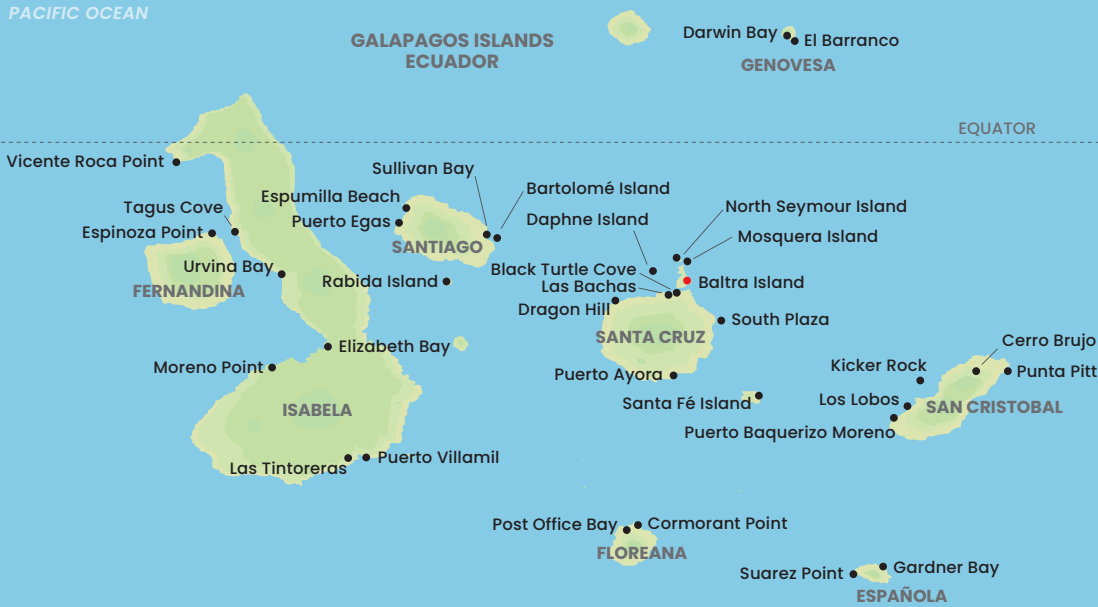 PACIFIC OCEAN
GALAPAGOS ISLANDS
ECUADOR
Darwin Bay
El Barranco
GENOVESA
EQUATOR
Vicente Roca Point
Sullivan Bay
Bartolomé Island
Espumilla Beach
Tagus Cove
Daphne Island
North Seymour Island
Puerto Egas
Espinoza Point
Mosquera Island
SANTIAGO
Urvina Bay
Black Turtle Cove
Rabida Island
Baltra Island
Las Bachas
FERNANDINA
Dragon Hill
South Plaza
SANTA CRUZ
Cerro Brujo
Elizabeth Bay
Moreno Point
Kicker Rock
Punta Pitt
Puerto Ayora
Santa Fé Island
Los Lobos
SAN CRISTOBAL
ISABELA
Puerto Baquerizo Moreno
Puerto Villamil
Las Tintoreras
Post Office Bay
Cormorant Point
FLOREANA
Suarez Point
Gardner Bay
ESPAÑOLA